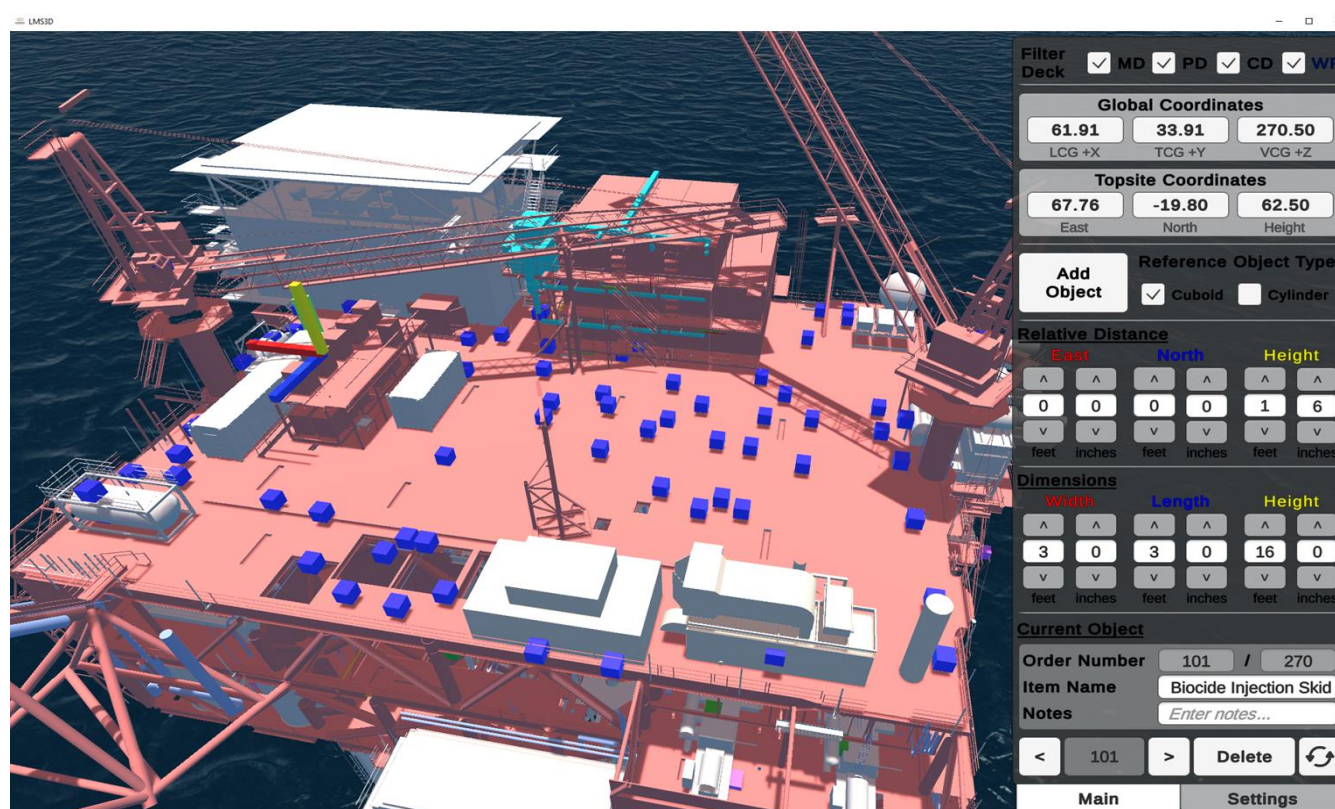 LMS3D
Filter Deck MD PD CD
Global Coordinates
61.91 33.91 270.50
LCG +X TCG +Y VCG +Z
Topsite Coordinates
67.76 -19.80 62.50
East North Height
Add Object
Reference Object Type
Cuboid Cylinder
Relative Distance
East North Height
0 0 0 0 1 6
feet inches feet inches feet inches
Dimensions
Width Length Height
3 0 3 0 16 0
feet inches feet inches feet inches
Current Object
Order Number 101 / 270
Item Name Biocide Injection Skid
Notes Enter notes...
< 101 > Delete
Main Settings